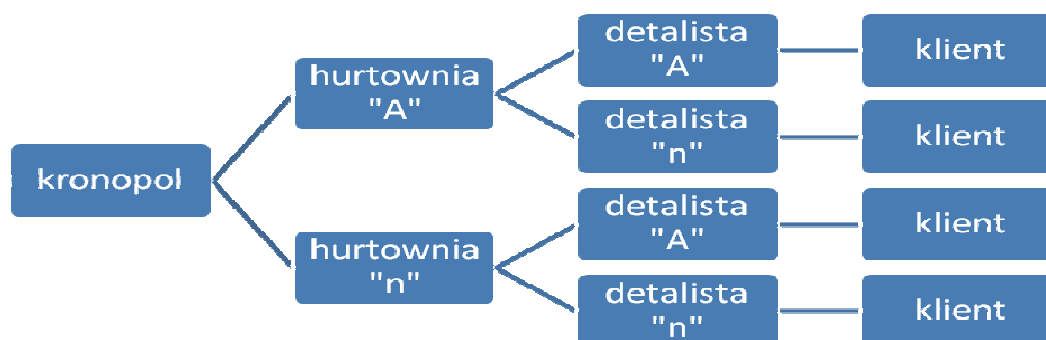 kronopol
hurtownia
"A"
hurtownia
"n"
detalista
"A"
detalista
"n"
detalista
"A"
detalista
"n"
klient
klient
klient
klient